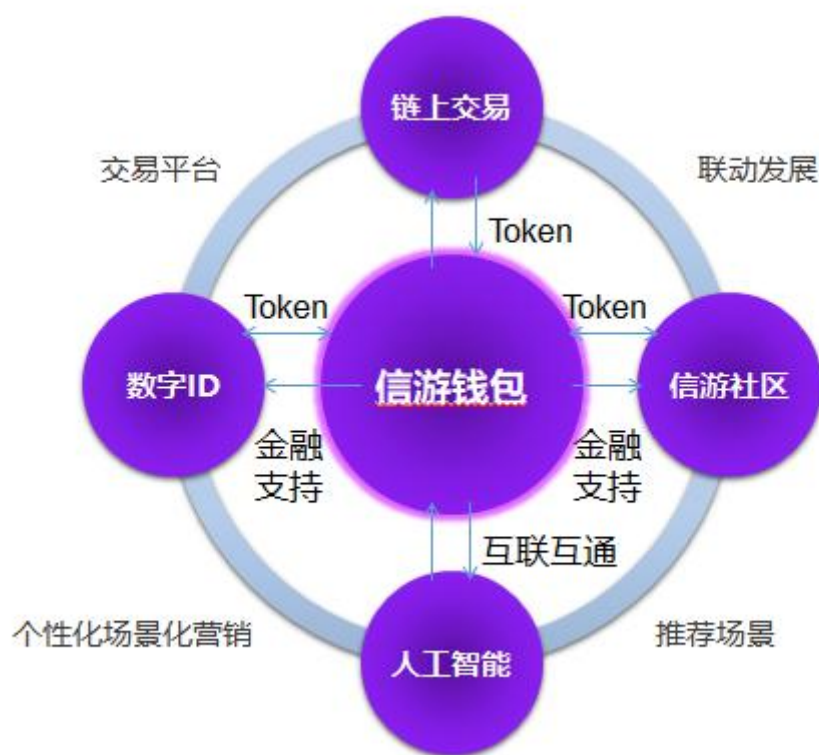 链上交易
交易平台
联动发展
Token
Token
Token
数字ID
信游钱包
信游社区
金融
支持
金融
支持
互联互通
个性化场景化营销
推荐场景
人工智能